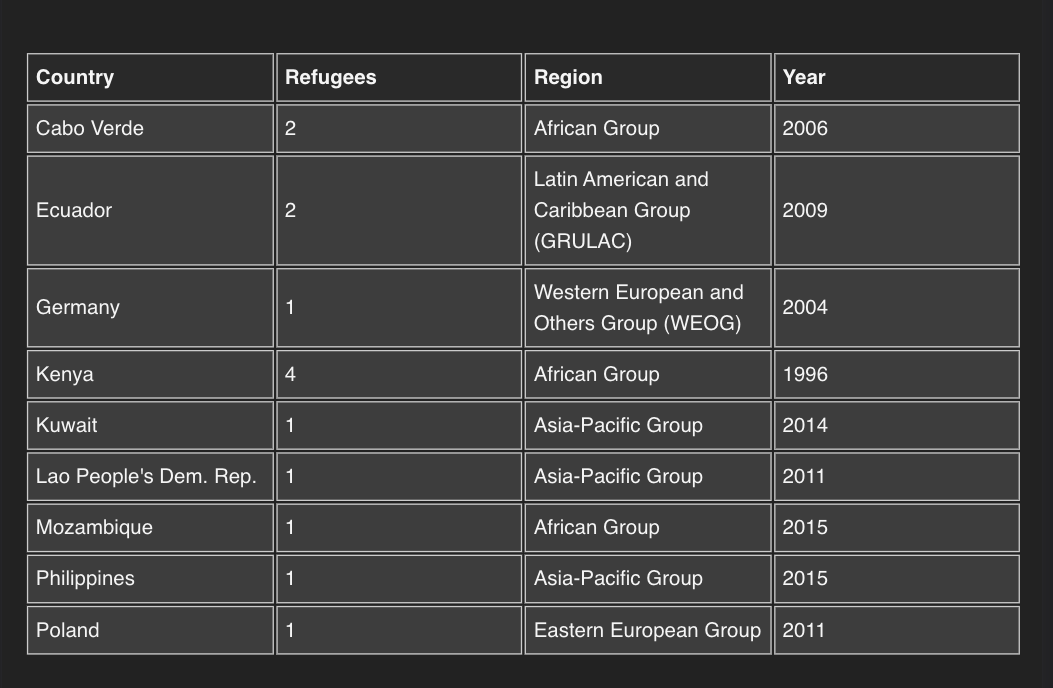 Country Refugees Region Year
Cabo Verde 2 African Group 2006
Ecuador 2 Latin American and
Caribbean Group
(GRULAC) 2009
Germany 1 Western European and
Others Group (WEOG) 2004
Kenya 4 African Group 1996
Kuwait 1 Asia-Pacific Group 2014
Lao People's Dem. Rep. 1 Asia-Pacific Group 2011
Mozambique 1 African Group 2015
Philippines 1 Asia-Pacific Group 2015
Poland 1 Eastern European Group 2011